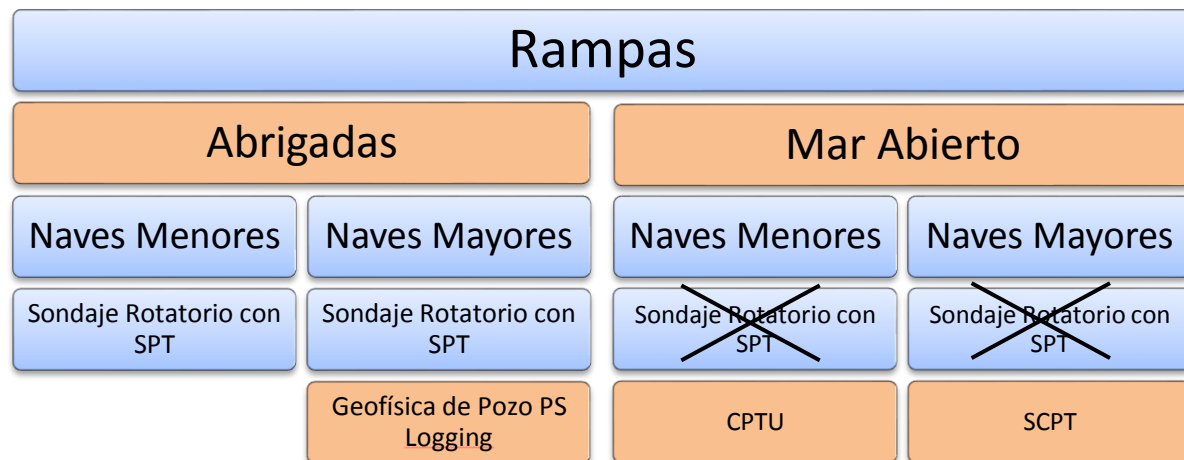 Rampas
Abrigadas
Mar Abierto
Naves Menores
Naves Mayores
Naves Menores
Naves Mayores
Sondaje Rotatorio con
SPT
Sondaje Rotatorio con
SPT
Sondaje Rotatorio con
SPT
Sondaje Rotatorio con
SPT
Geofísica de Pozo PS
Logging
CPTU
SCPT